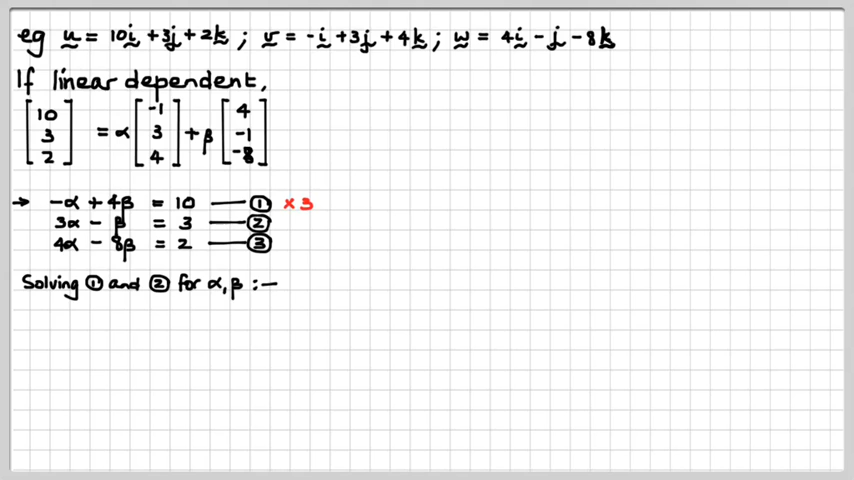 eg u = 10i + 3j + 2k ; v = -i + 3j + 4k ; w = 4i - j - 8k
If linear dependent,
[10 3 2] = α [-1 3 4] + β [4 -1 -8]
→ -α + 4β = 10 —— ① × 3
3α - β = 3 —— ②
4α - 8β = 2 —— ③
Solving ① and ② for α, β :—